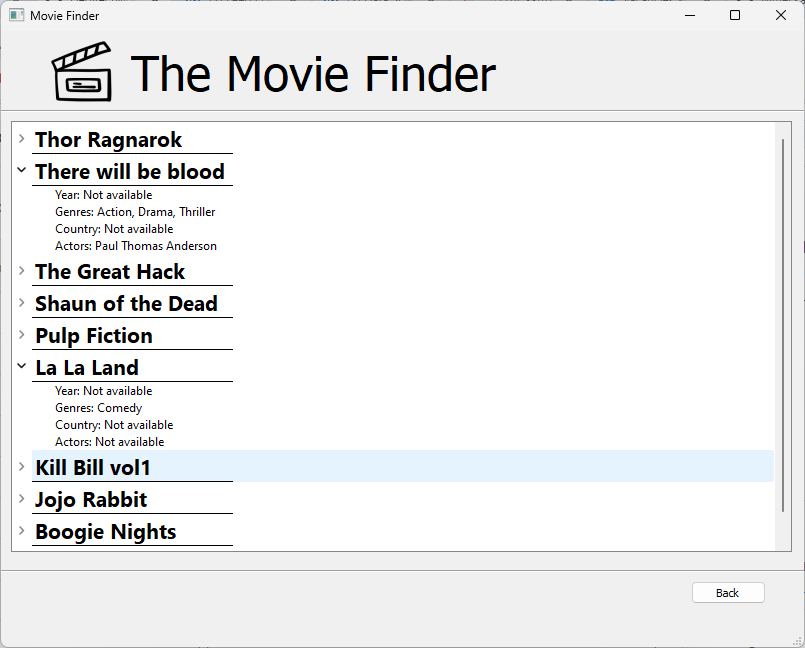 Movie Finder
The Movie Finder
Thor Ragnarok
There will be blood
Year: Not available
Genres: Action, Drama, Thriller
Country: Not available
Actors: Paul Thomas Anderson
The Great Hack
Shaun of the Dead
Pulp Fiction
La La Land
Year: Not available
Genres: Comedy
Country: Not available
Actors: Not available
Kill Bill vol1
Jojo Rabbit
Boogie Nights
Back